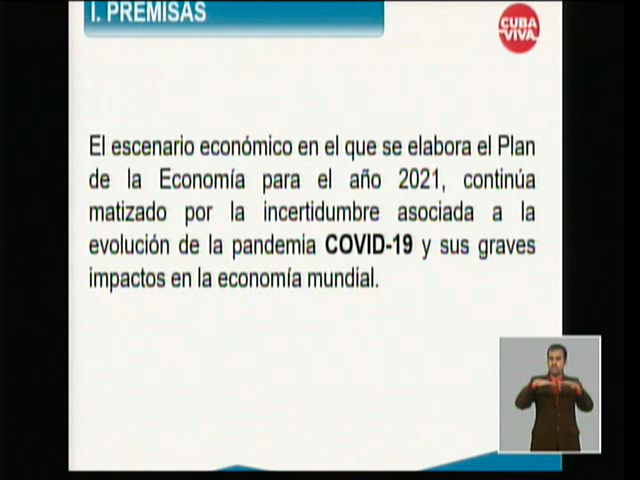 I. PREMISAS
CUBA
VIVA
El escenario económico en el que se elabora el Plan
de la Economía para el año 2021, continúa
matizado por la incertidumbre asociada a la
evolución de la pandemia COVID-19 y sus graves
impactos en la economía mundial.